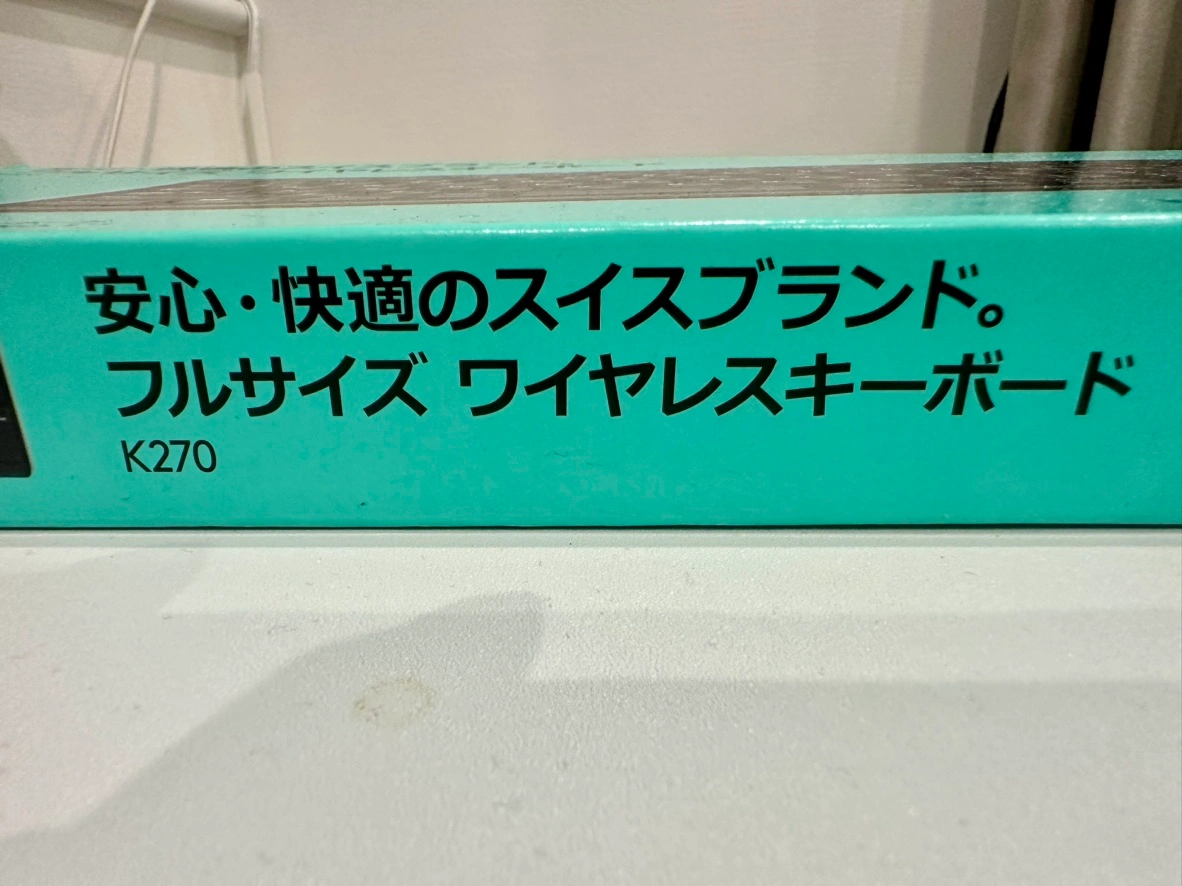 安心・快適のスイスブランド。
フルサイズ ワイヤレスキーボード
K270